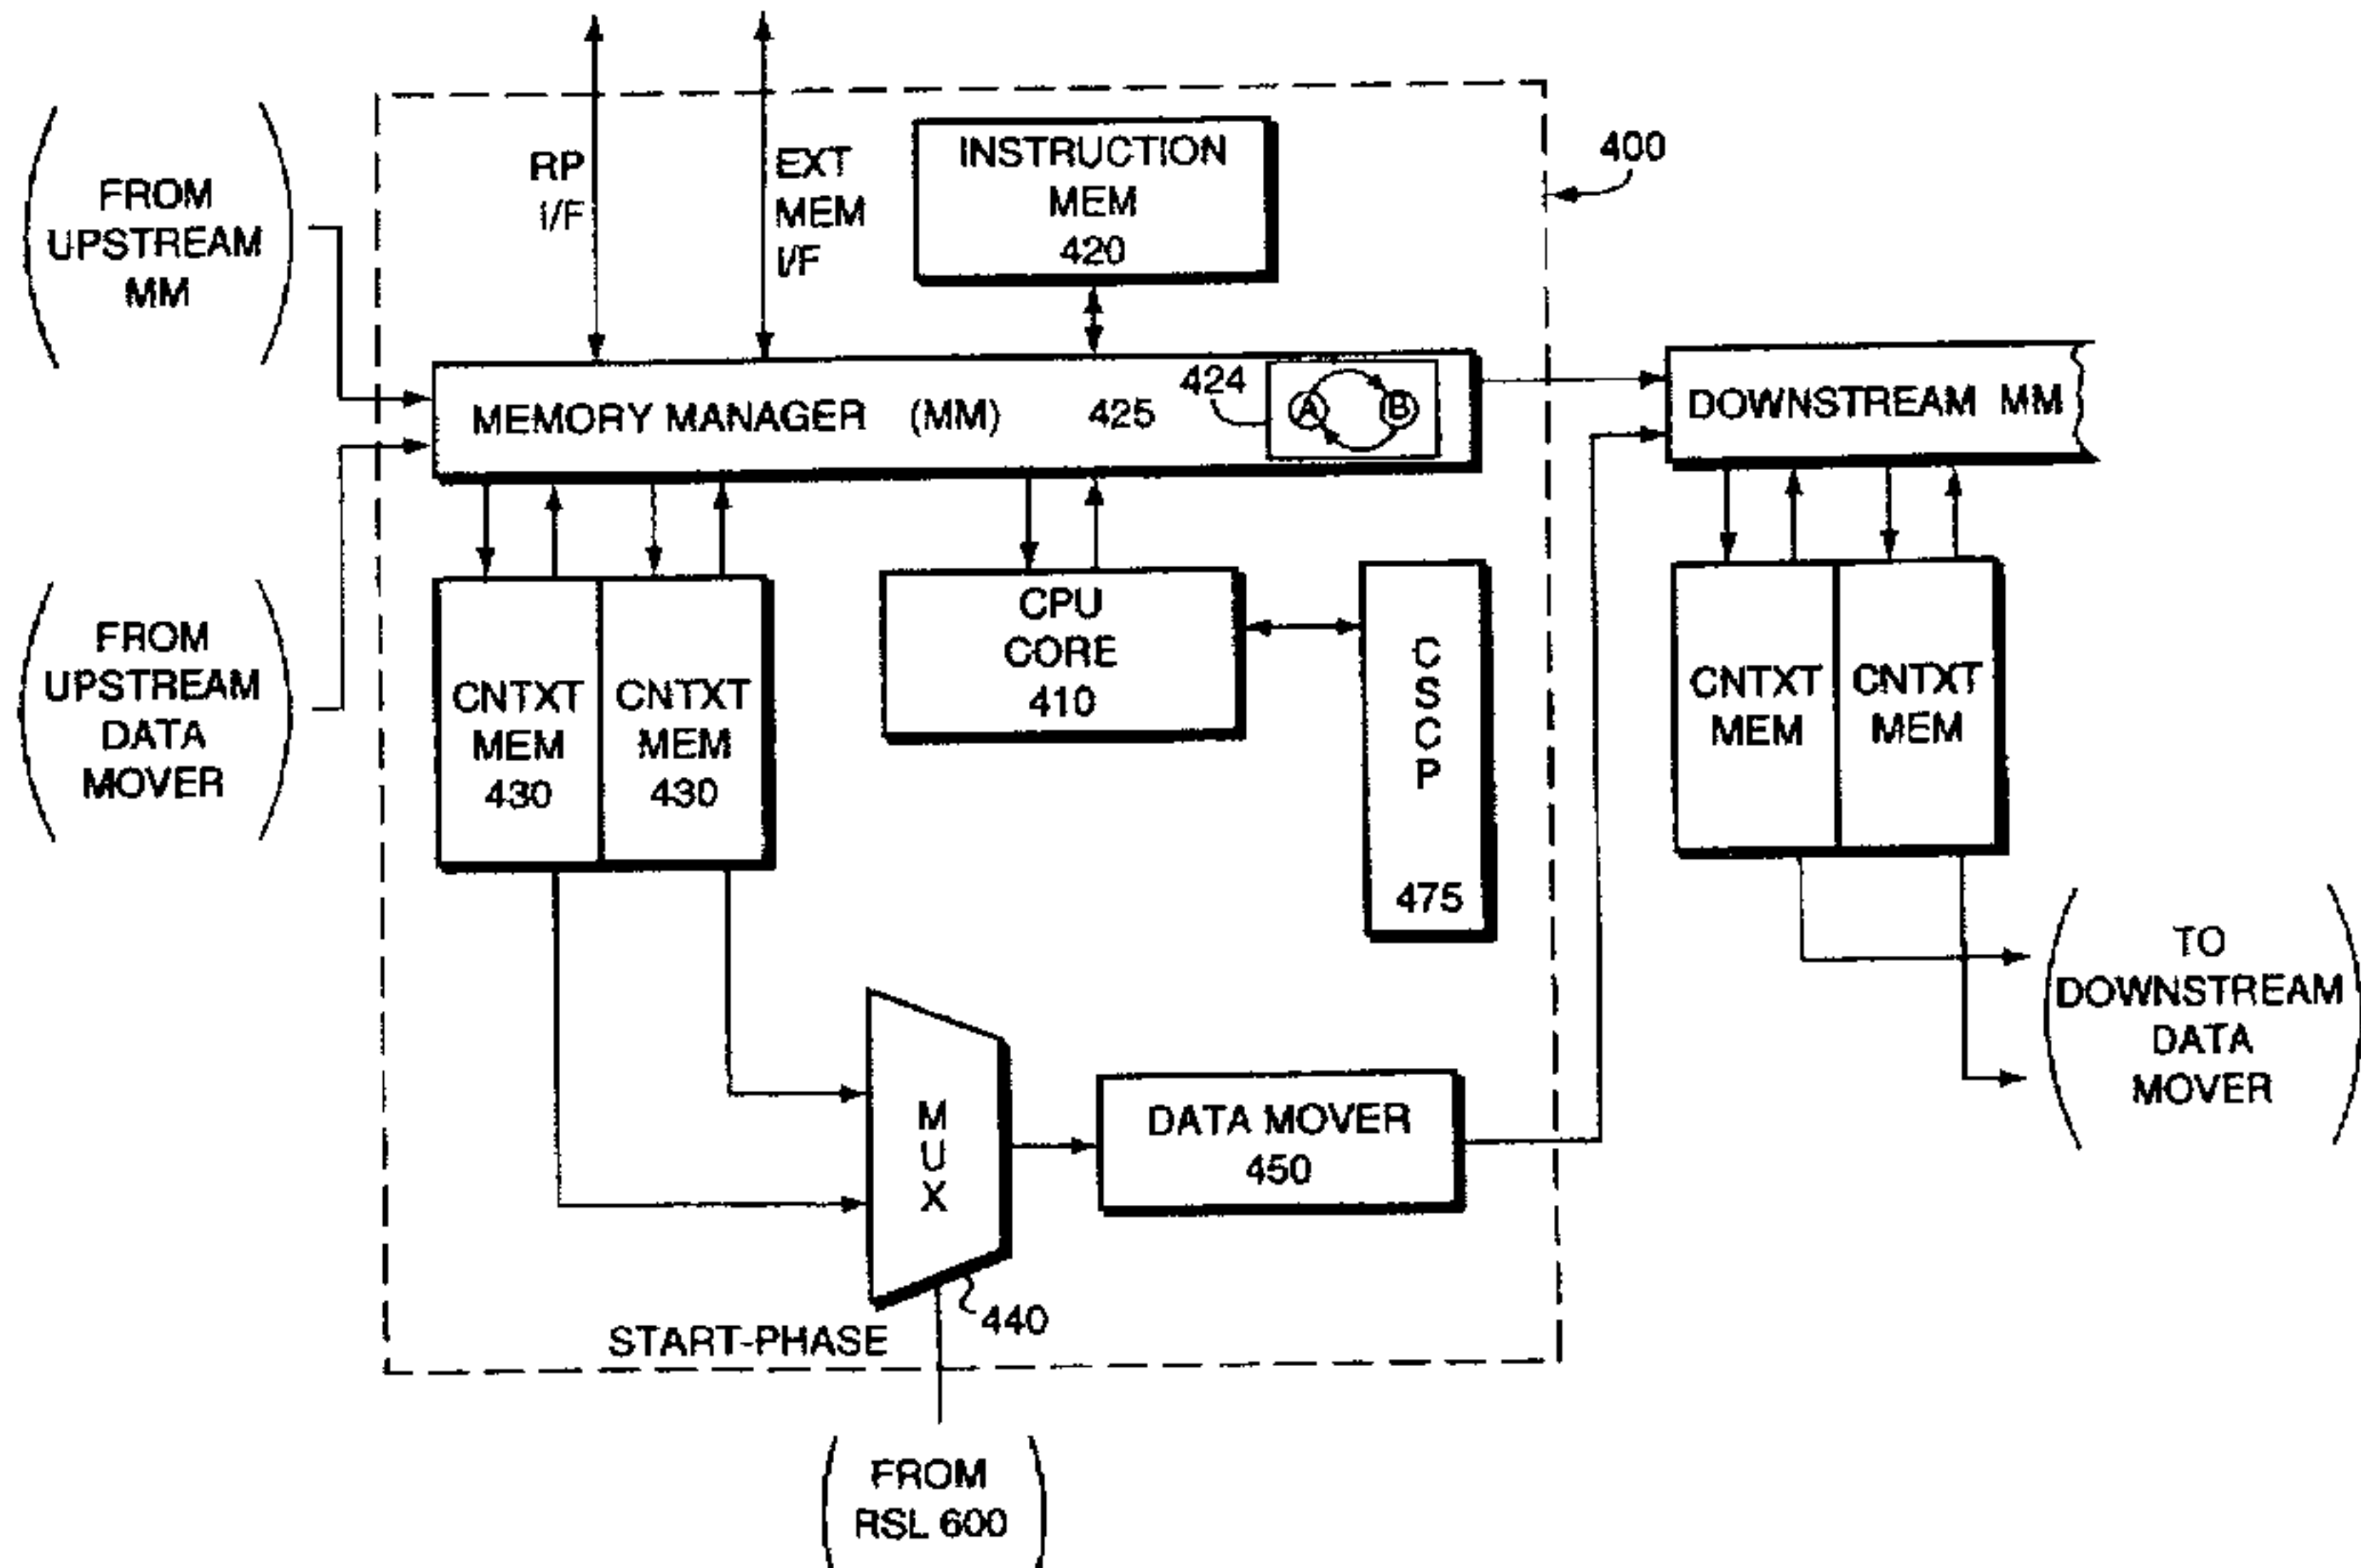 RP
I/F
EXT
MEM
I/F
INSTRUCTION
MEM
420
400
FROM
UPSTREAM
MM
MEMORY MANAGER (MM) 425
424
A B
DOWNSTREAM MM
FROM
UPSTREAM
DATA
MOVER
CNTXT
MEM
430
CNTXT
MEM
430
CPU
CORE
410
C
S
C
P
475
CNTXT
MEM
CNTXT
MEM
TO
DOWNSTREAM
DATA
MOVER
M
U
X
DATA MOVER
450
440
START-PHASE
FROM
RSL 600